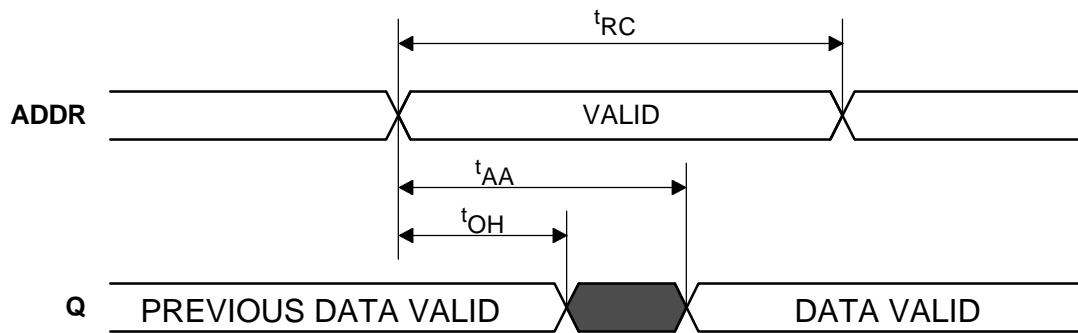 tRC
ADDR VALID
tAA
tOH
Q PREVIOUS DATA VALID DATA VALID